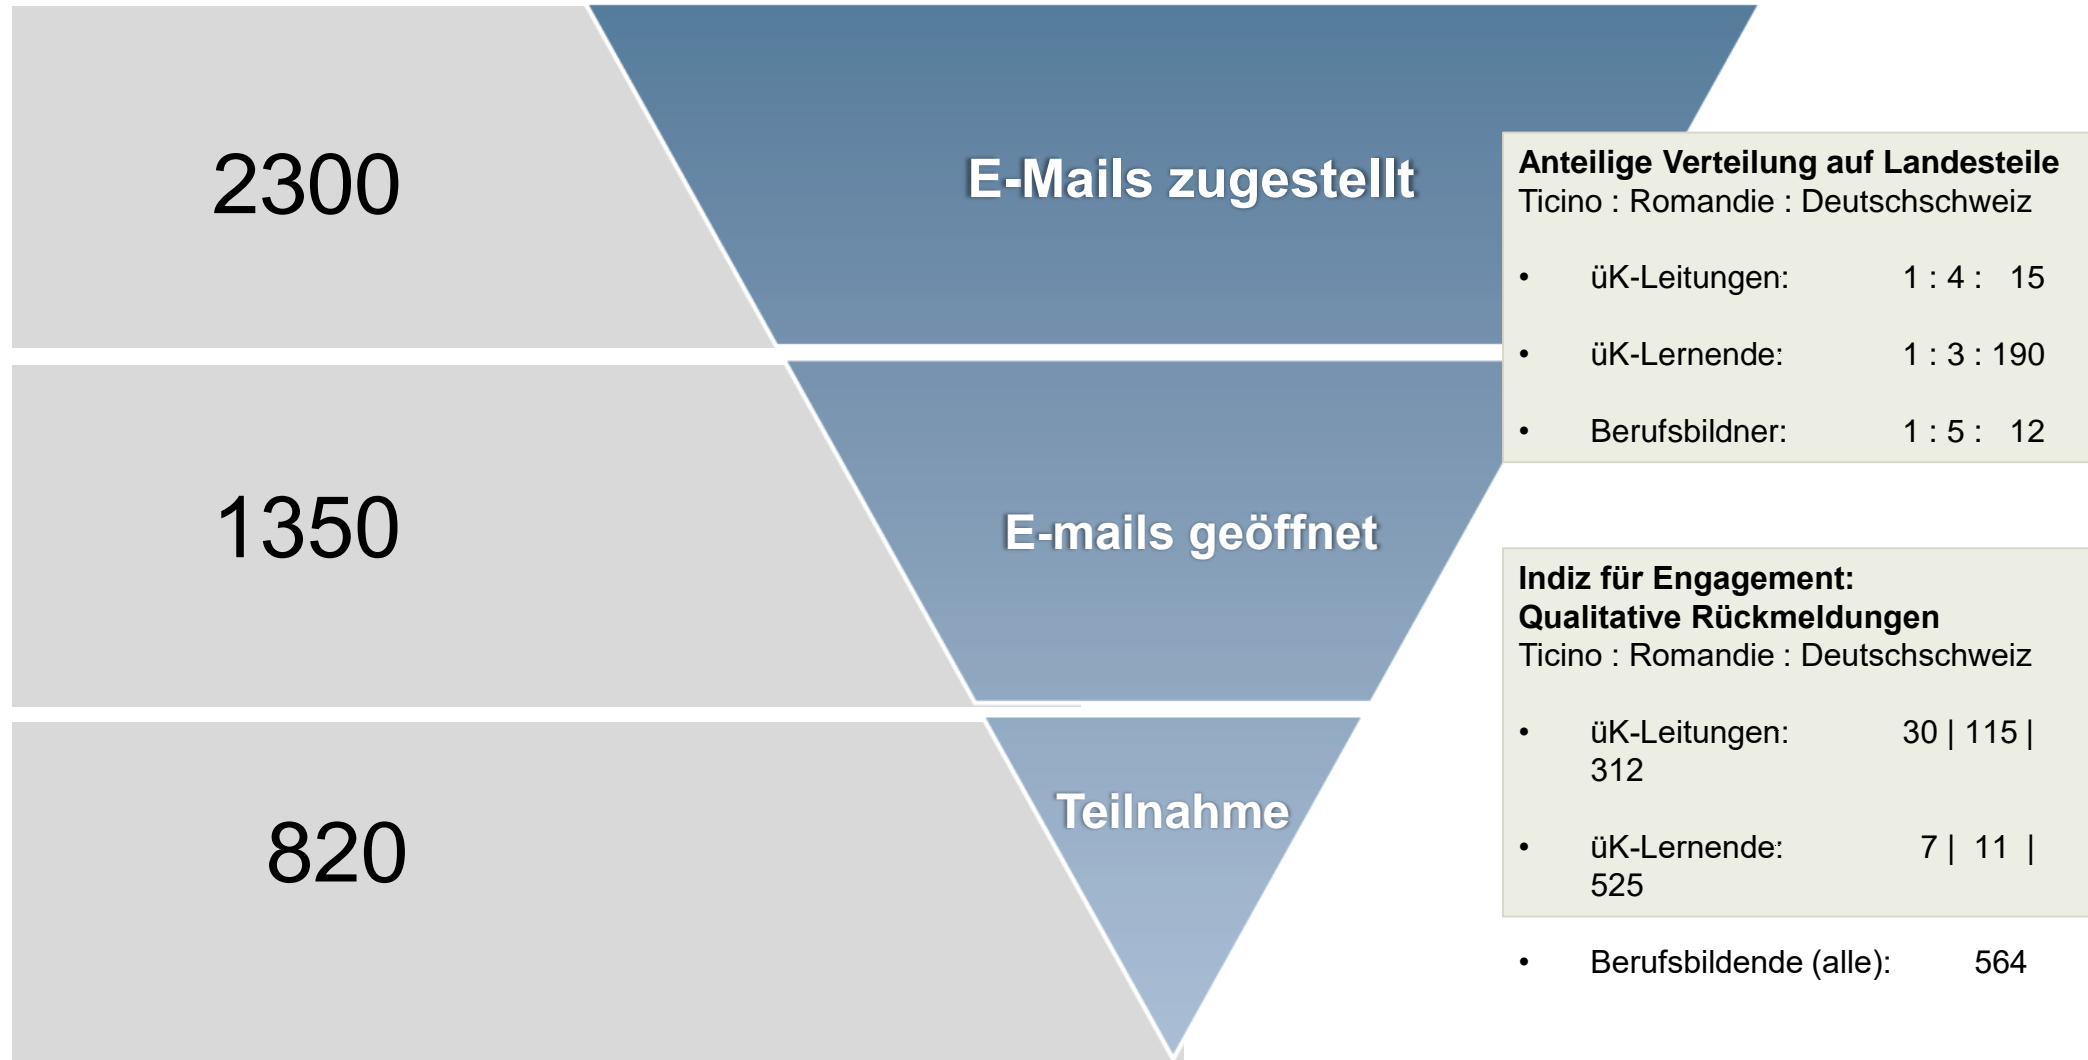 2300
E-Mails zugestellt
1350
E-mails geöffnet
820
Teilnahme
Anteilige Verteilung auf Landesteile
Ticino : Romandie : Deutschschweiz
• üK-Leitungen: 1 : 4 : 15
• üK-Lernende: 1 : 3 : 190
• Berufsbildner: 1 : 5 : 12
Indiz für Engagement:
Qualitative Rückmeldungen
Ticino : Romandie : Deutschschweiz
• üK-Leitungen: 30 | 115 |
312
• üK-Lernende: 7 | 11 |
525
• Berufsbildende (alle): 564